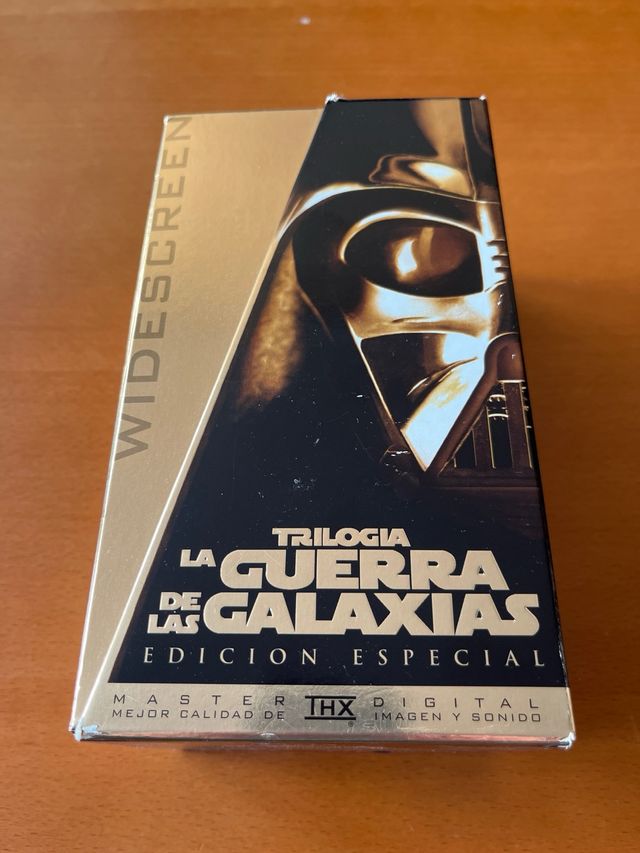 WIDESCREEN
TRILOGIA
LA GUERRA
DE LAS GALAXIAS
EDICION ESPECIAL
MASTER THX DIGITAL
MEJOR CALIDAD DE IMAGEN Y SONIDO